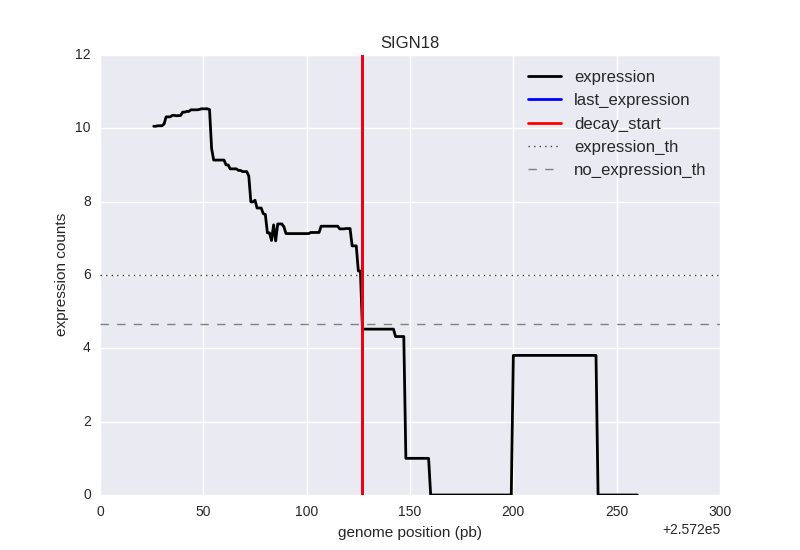 SIGN18
12
10
8
6
4
2
0
expression counts
expression
last_expression
decay_start
expression_th
no_expression_th
0 50 100 150 200 250 300
genome position (pb)
+2.572e5